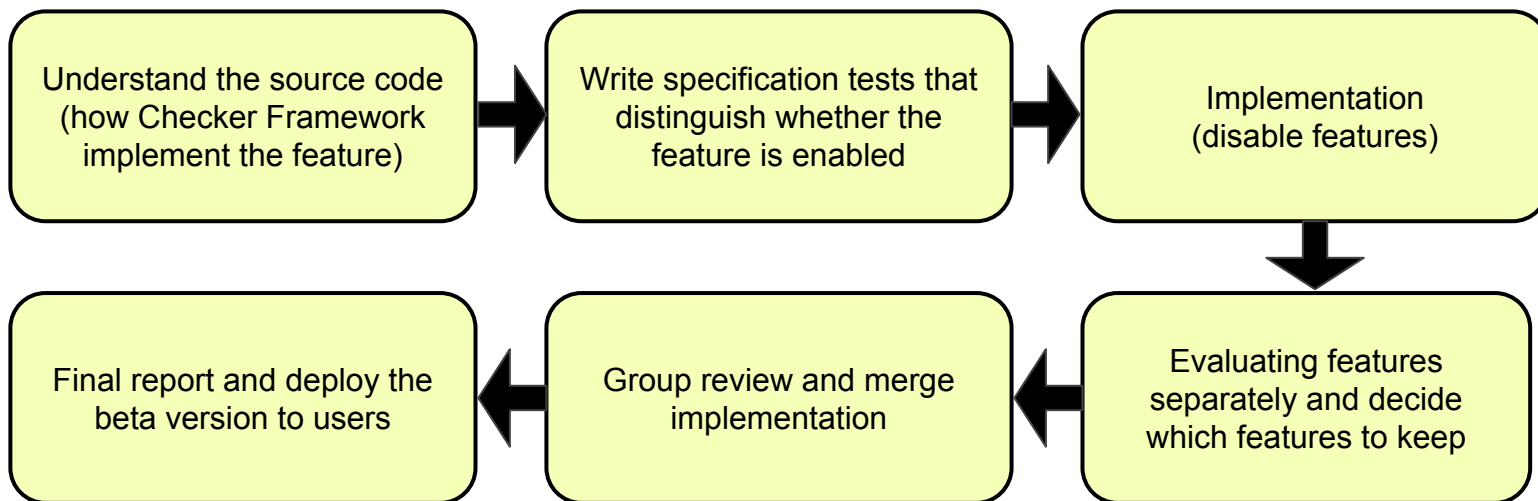 Understand the source code
(how Checker Framework
implement the feature)
Write specification tests that
distinguish whether the
feature is enabled
Implementation
(disable features)
Evaluating features
separately and decide
which features to keep
Group review and merge
implementation
Final report and deploy the
beta version to users